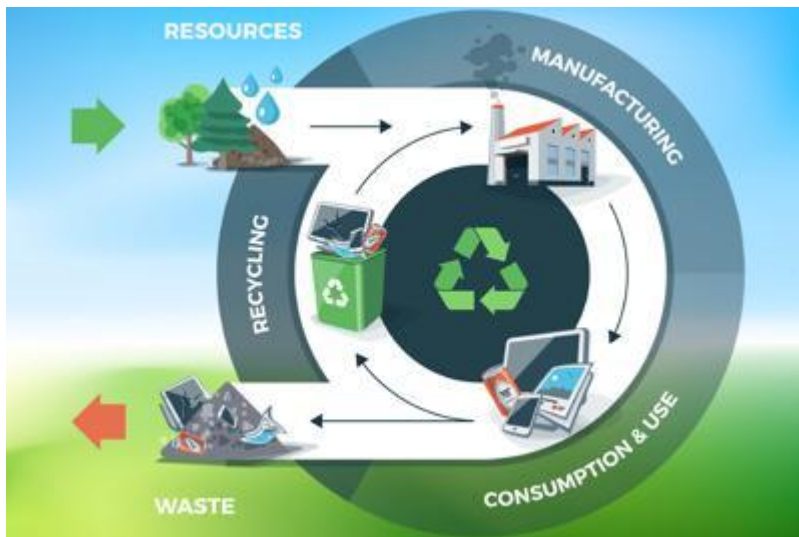 RESOURCES
MANUFACTURING
RECYCLING
CONSUMPTION & USE
WASTE